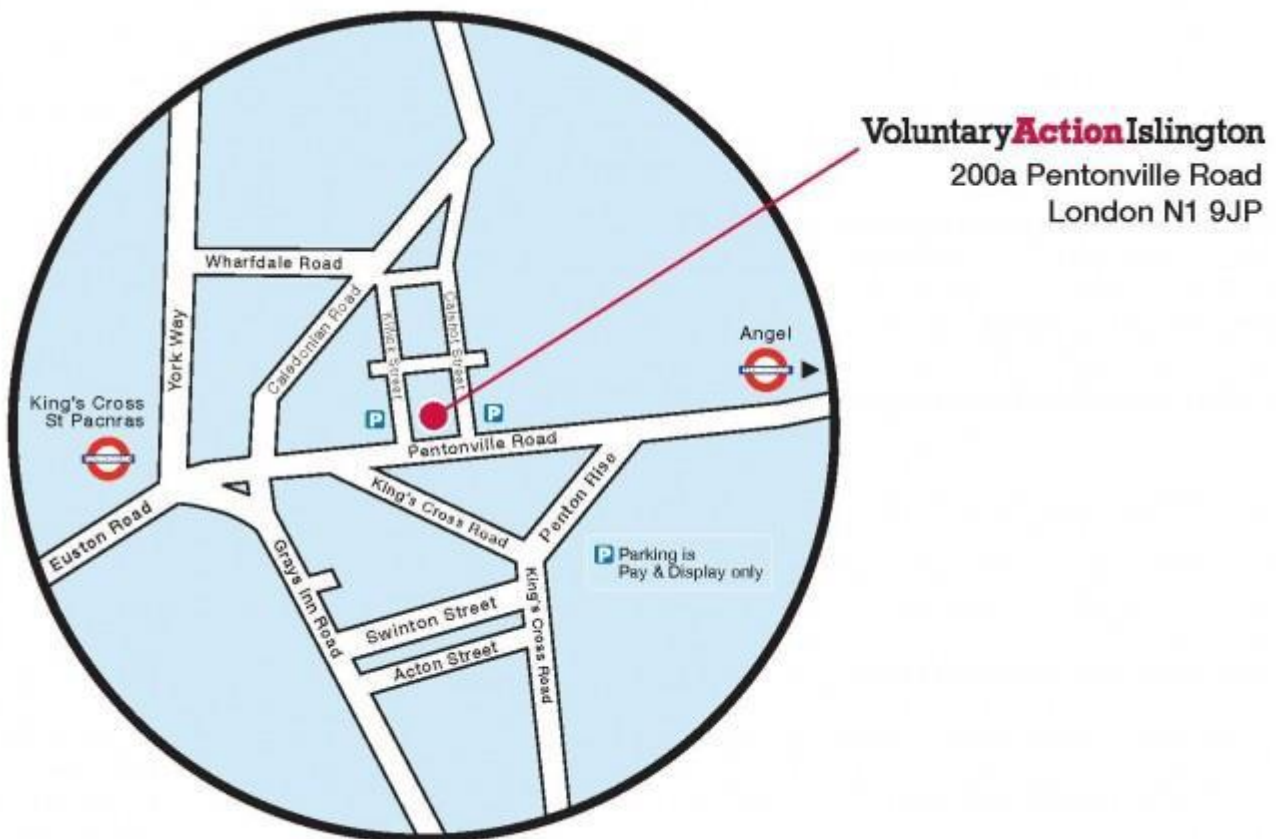 VoluntaryActionIslington
200a Pentonville Road
London N1 9JP
Wharfdale Road
York Way
Caledonian Road
Killick Street
Calshot Street
Angel
King's Cross
St Pacnras
Pentonville Road
P
P
King's Cross Road
Penton Rise
Euston Road
Grays Inn Road
P Parking is
Pay & Display only
Swinton Street
King's Cross Road
Acton Street